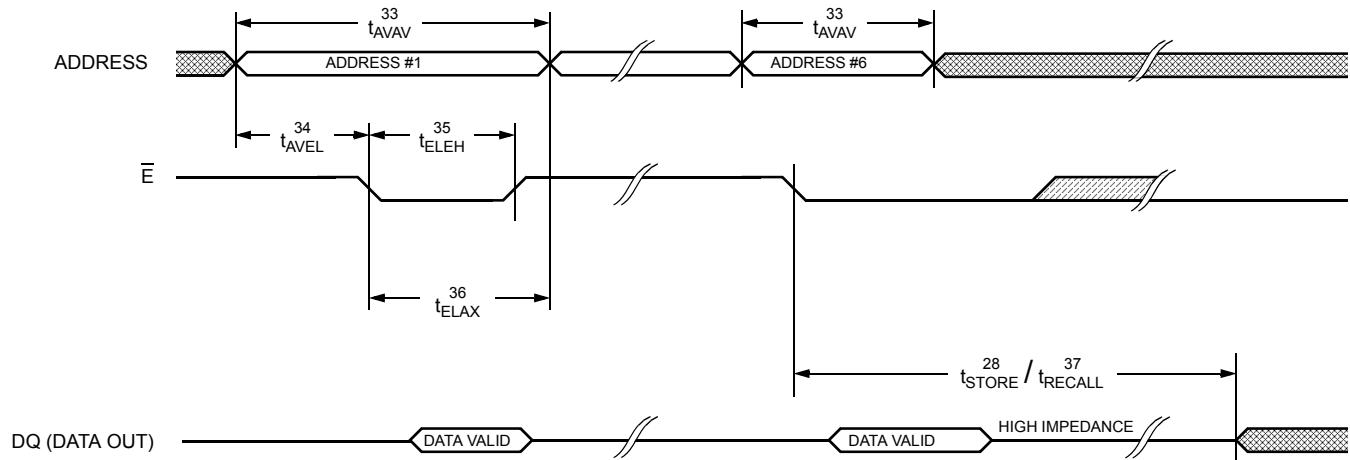 33 33
tAVAV tAVAV
ADDRESS ADDRESS #1 ADDRESS #6
34 35
tAVEL tELEH
E
36
tELAX
28 37
tSTORE / tRECALL
DQ (DATA OUT) DATA VALID DATA VALID HIGH IMPEDANCE